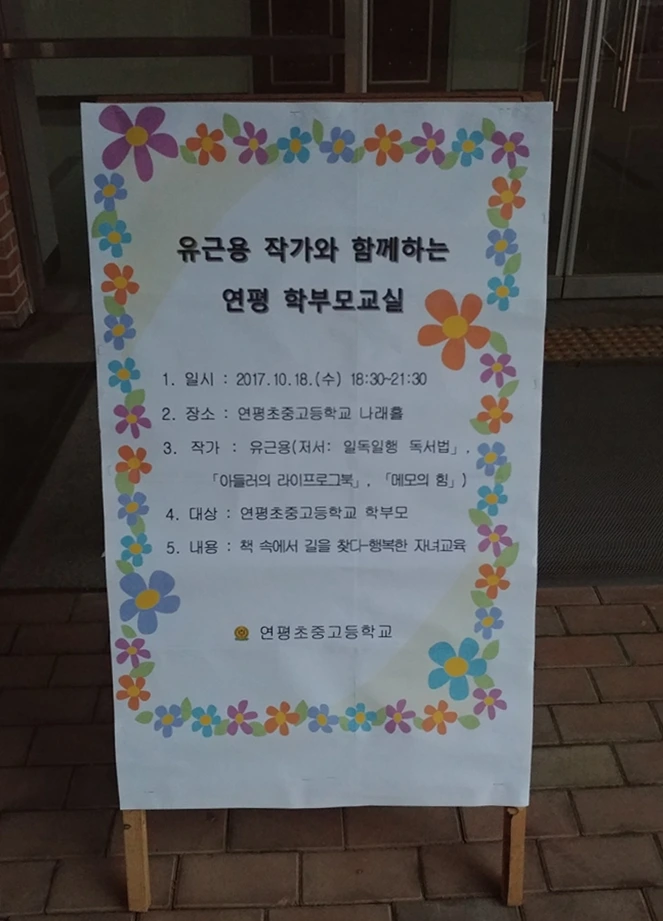 유근용 작가와 함께하는
연평 학부모교실
1. 일시 : 2017.10.18.(수) 18:30~21:30
2. 장소 : 연평초중고등학교 나래홀
3. 작가 : 유근용(저서: 일독일행 독서법」,
「아들러의 라이프로그북」, 「메모의 힘」)
4. 대상 : 연평초중고등학교 학부모
5. 내용 : 책 속에서 길을 찾다-행복한 자녀교육
연평초중고등학교